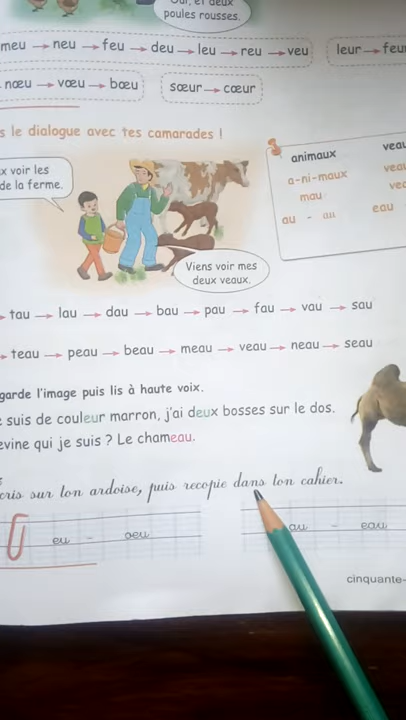 Oui, et deux
poules rousses.
meu → neu → feu → deu → leu → reu → veu
leur → feu
nœu → vœu → bœu
sœur → cœur
s le dialogue avec tes camarades !
x voir les
de la ferme.
animaux
a-ni-maux
mau
au - au
veau
veau
eau
Viens voir mes
deux veaux.
tau → lau → dau → bau → pau → fau → vau → sau
teau → peau → beau → meau → veau → neau → seau
garde l'image puis lis à haute voix.
suis de couleur marron, j'ai deux bosses sur le dos.
evine qui je suis ? Le chameau.
cris sur ton ardoise, puis recopie dans ton cahier.
eu - oeu
au - eau
cinquante-